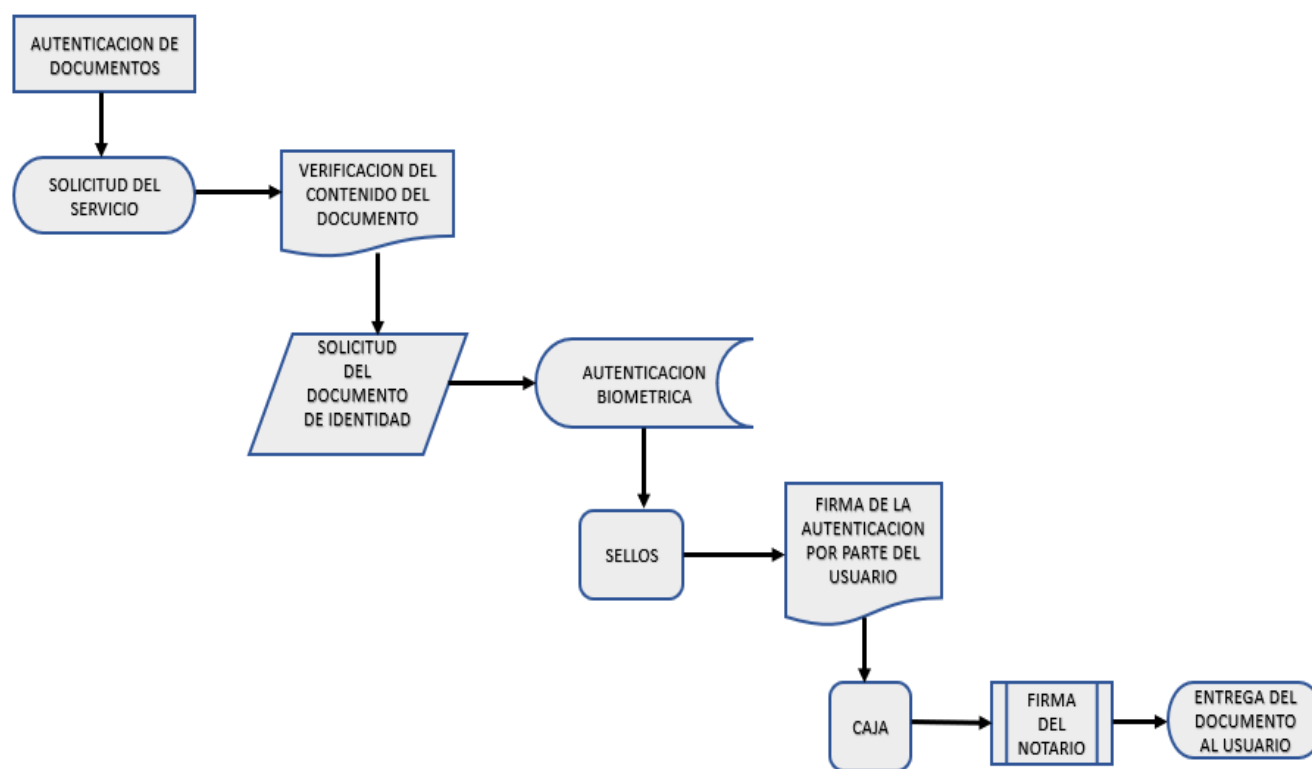 AUTENTICACION DE
DOCUMENTOS
SOLICITUD DEL
SERVICIO
VERIFICACION DEL
CONTENIDO DEL
DOCUMENTO
SOLICITUD
DEL
DOCUMENTO
DE IDENTIDAD
AUTENTICACION
BIOMETRICA
SELLOS
FIRMA DE LA
AUTENTICACION
POR PARTE DEL
USUARIO
CAJA
FIRMA
DEL
NOTARIO
ENTREGA DEL
DOCUMENTO
AL USUARIO